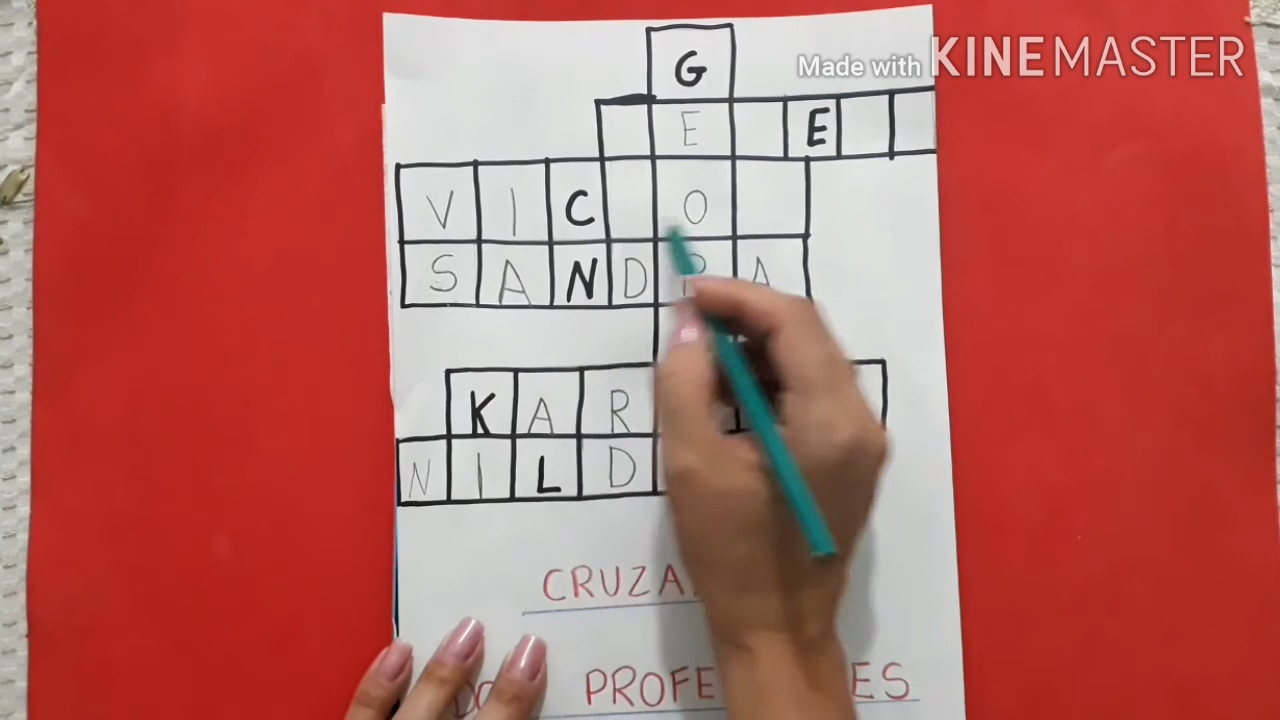 Made with KINEMASTER
G
E E
V I C O
S A N D R A
K A R
N I L D
CRUZA
PROFE ES